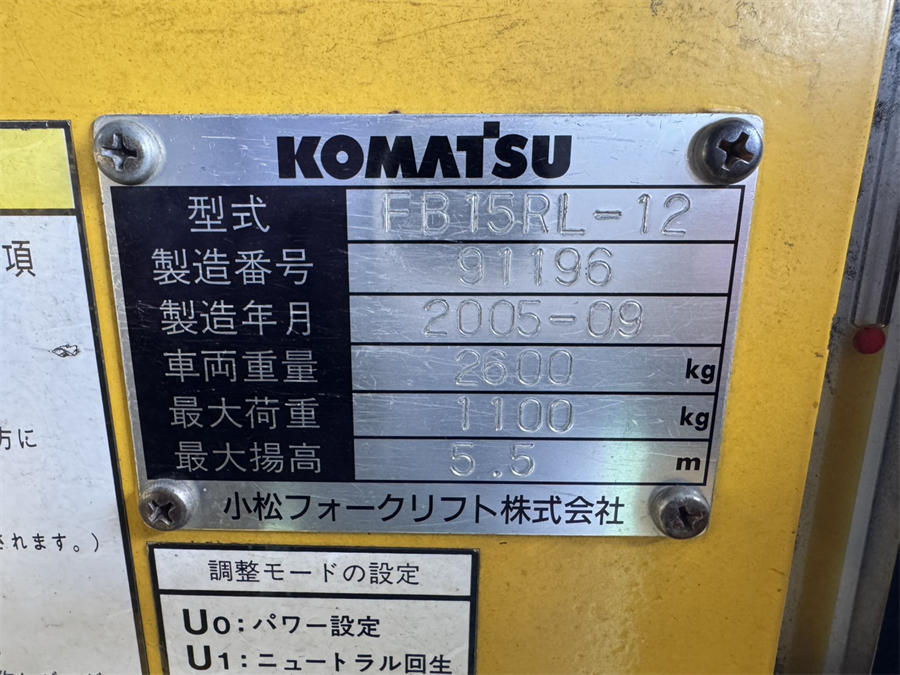 KOMATSU
型式 FB15RL-12
製造番号 91196
製造年月 2005-09
車両重量 2600 kg
最大荷重 1100 kg
最大揚高 5.5 m
小松フォークリフト株式会社
項
方に
されます。)
調整モードの設定
U0:パワー設定
U1:ニュートラル回生